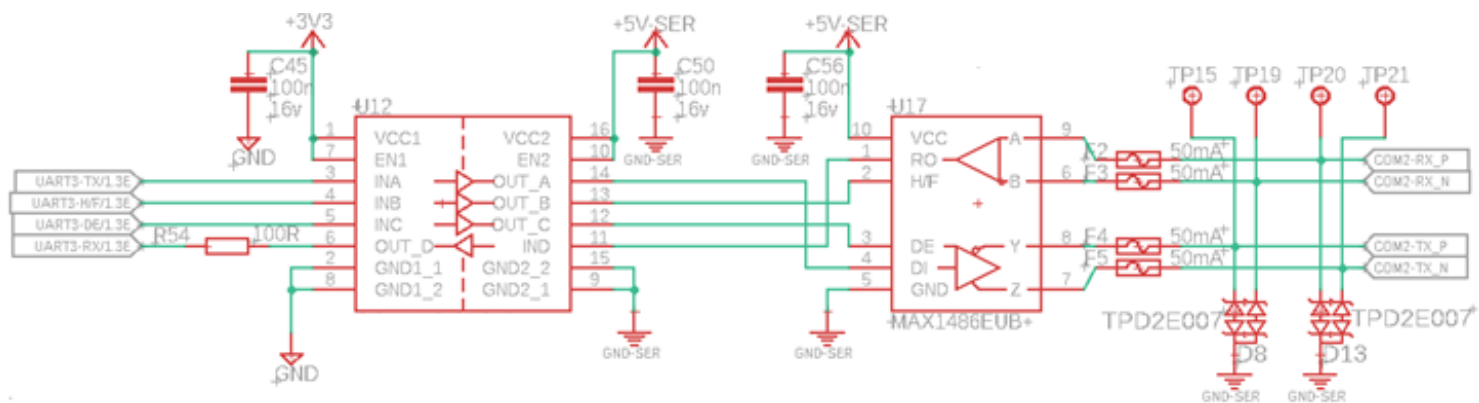 +3V3
C45
100n
16v
GND
+5V-SER
C50
100n
16v
GND-SER
+5V-SER
C56
100n
16v
GND-SER
TP15 TP19 TP20 TP21
U12
1 VCC1 VCC2 16
7 EN1 EN2 10
3 INA OUT_A 14
4 INB OUT_B 13
5 INC OUT_C 12
6 OUT_D IND 11
2 GND1_1 GND2_2 15
8 GND1_2 GND2_1 9
UART3-TX/1.3E
UART3-H/F/1.3E
UART3-DE/1.3E
UART3-RX/1.3E
R54 100R
GND
GND-SER
U17
10 VCC A 9
1 RO
2 H/F B 6
3 DE Y 8
4 DI
5 GND Z 7
MAX1486EUB+
GND-SER
F2 50mA
F3 50mA
F4 50mA
F5 50mA
COM2-RX_P
COM2-RX_N
COM2-TX_P
COM2-TX_N
TPD2E007 TPD2E007
D8 D13
GND-SER GND-SER